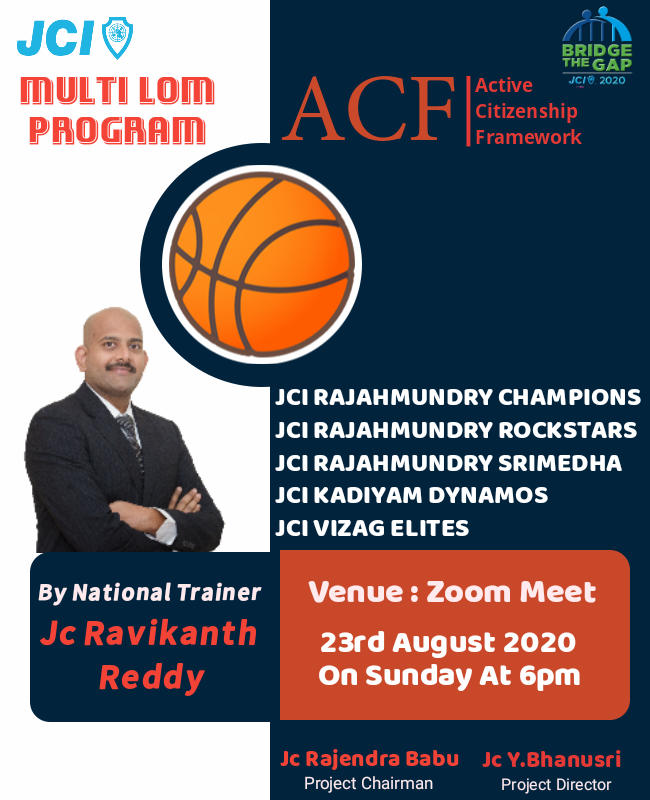 JCI
BRIDGE
THE GAP
JCI 2020
MULTI LOM
PROGRAM
ACF
Active
Citizenship
Framework
JCI RAJAHMUNDRY CHAMPIONS
JCI RAJAHMUNDRY ROCKSTARS
JCI RAJAHMUNDRY SRIMEDHA
JCI KADIYAM DYNAMOS
JCI VIZAG ELITES
By National Trainer
Jc Ravikanth
Reddy
Venue : Zoom Meet
23rd August 2020
On Sunday At 6pm
Jc Rajendra Babu
Project Chairman
Jc Y.Bhanusri
Project Director